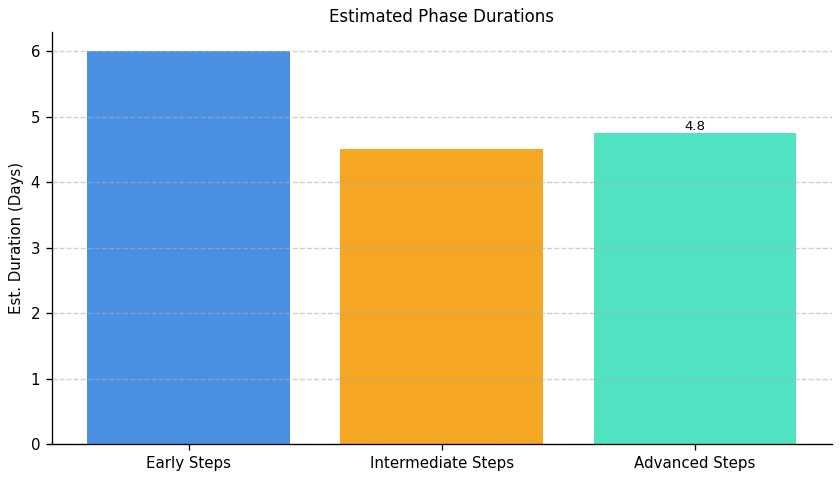 Estimated Phase Durations
Est. Duration (Days)
6
5
4
3
2
1
0
4.8
Early Steps
Intermediate Steps
Advanced Steps